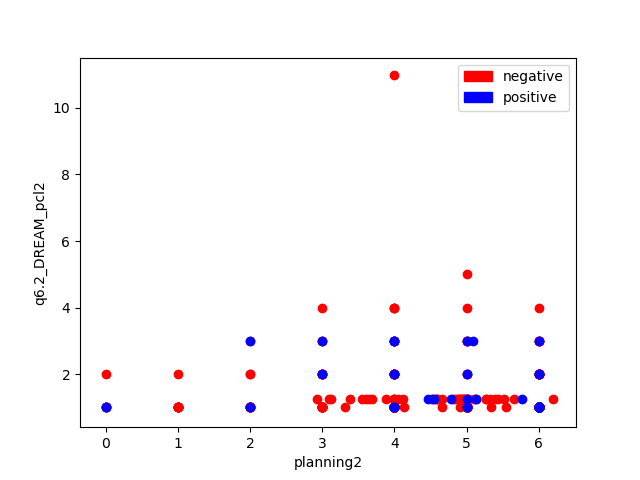 negative
positive
10
8
6
4
2
q6.2_DREAM_pcl2
0 1 2 3 4 5 6
planning2